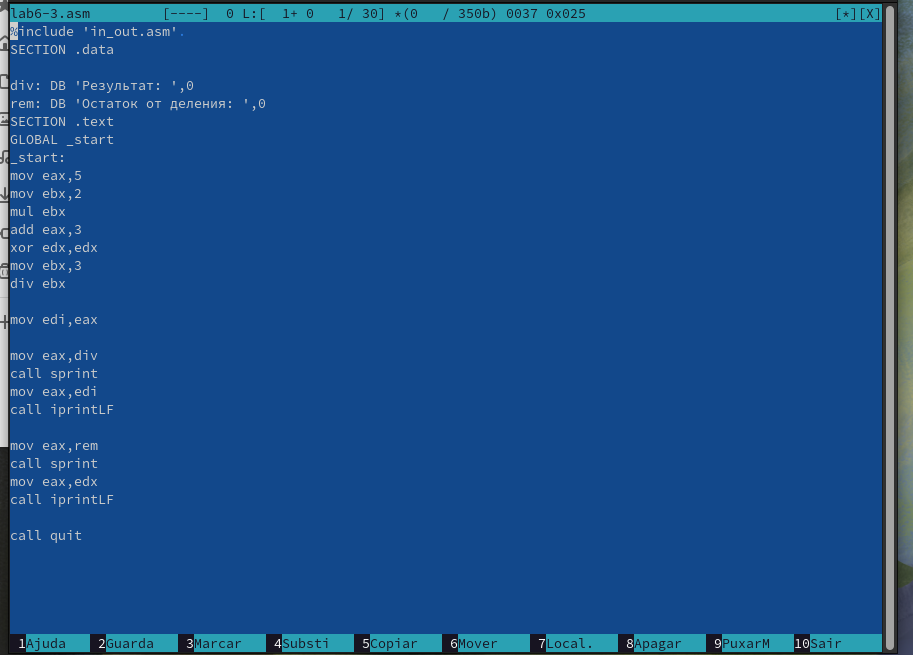 lab6-3.asm [----] 0 L:[ 1+ 0 1/ 30] *(0 / 350b) 0037 0x025 [*][X]
%include 'in_out.asm'.
SECTION .data
div: DB 'Результат: ',0
rem: DB 'Остаток от деления: ',0
SECTION .text
GLOBAL _start
_start:
mov eax,5
mov ebx,2
mul ebx
add eax,3
xor edx,edx
mov ebx,3
div ebx
mov edi,eax
mov eax,div
call sprint
mov eax,edi
call iprintLF
mov eax,rem
call sprint
mov eax,edx
call iprintLF
call quit
1Ajuda 2Guarda 3Marcar 4Substi 5Copiar 6Mover 7Local. 8Apagar 9PuxarM 10Sair